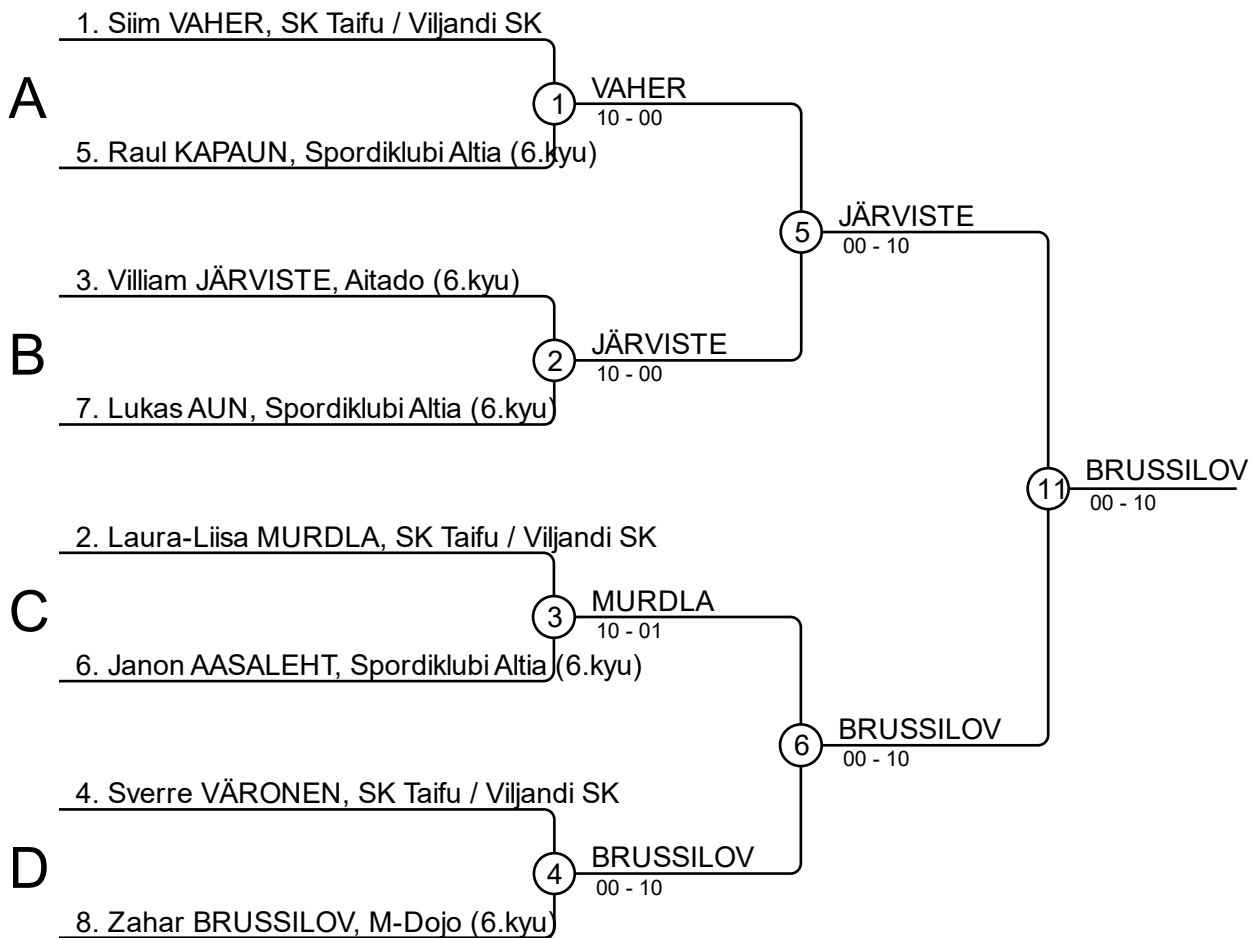 1. Siim VAHER, SK Taifu / Viljandi SK
A
1
VAHER
10 - 00
5. Raul KAPAUN, Spordiklubi Altia (6.kyu)
5
JÄRVISTE
00 - 10
3. Villiam JÄRVISTE, Aitado (6.kyu)
B
2
JÄRVISTE
10 - 00
7. Lukas AUN, Spordiklubi Altia (6.kyu)
11
BRUSSILOV
00 - 10
2. Laura-Liisa MURDLA, SK Taifu / Viljandi SK
C
3
MURDLA
10 - 01
6. Janon AASALEHT, Spordiklubi Altia (6.kyu)
6
BRUSSILOV
00 - 10
4. Sverre VÄRONEN, SK Taifu / Viljandi SK
D
4
BRUSSILOV
00 - 10
8. Zahar BRUSSILOV, M-Dojo (6.kyu)